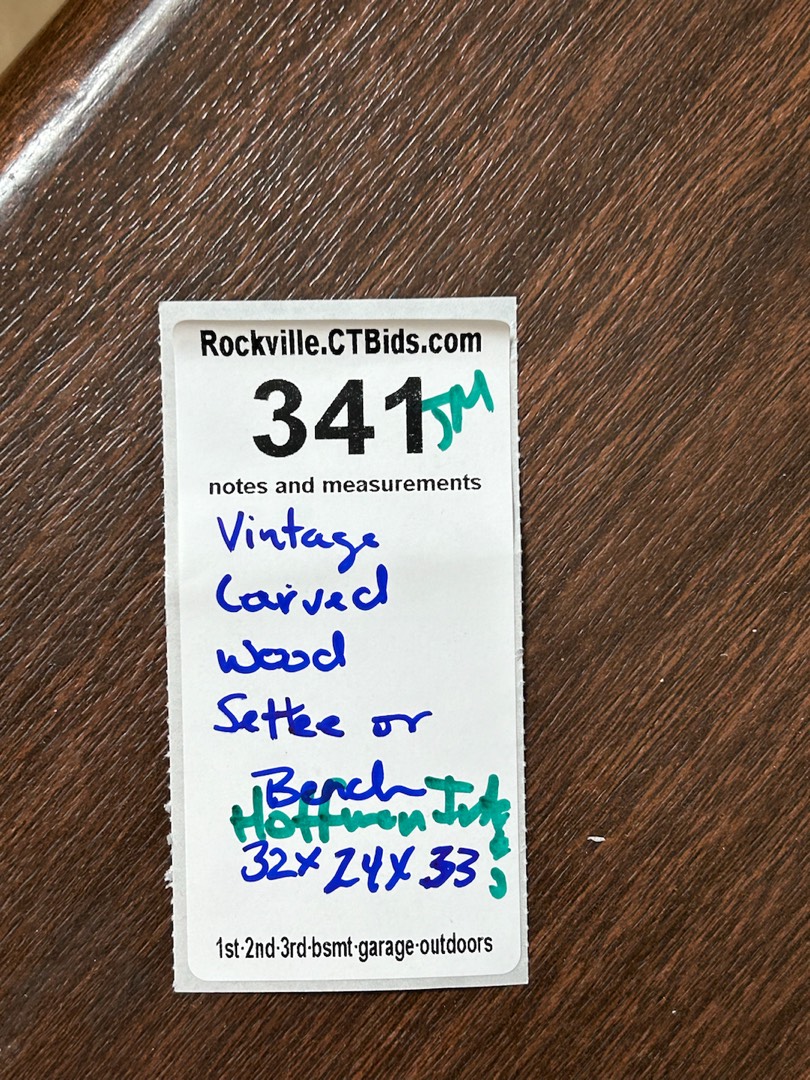 Rockville.CTBids.com
341 JM
notes and measurements
Vintage
Carved
Wood
Settee or
Bench
Hoffman
32x24x33
1st·2nd·3rd·bsmt·garage·outdoors